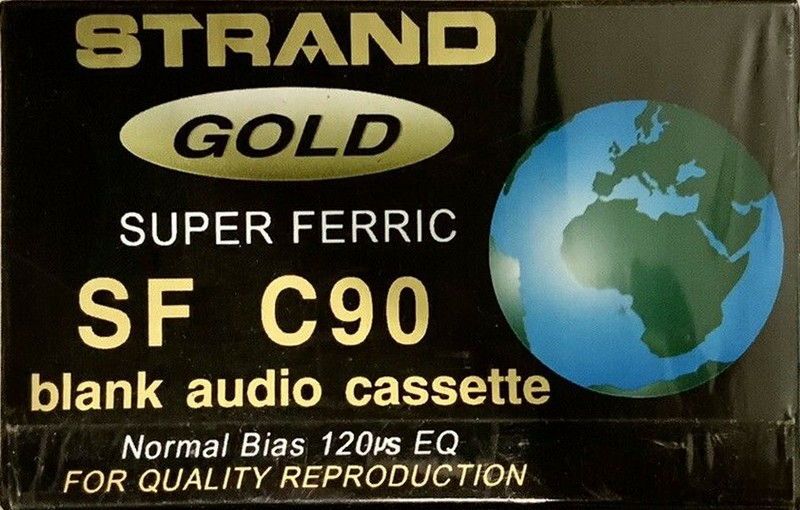 STRAND
GOLD
SUPER FERRIC
SF C90
blank audio cassette
Normal Bias 120µs EQ
FOR QUALITY REPRODUCTION